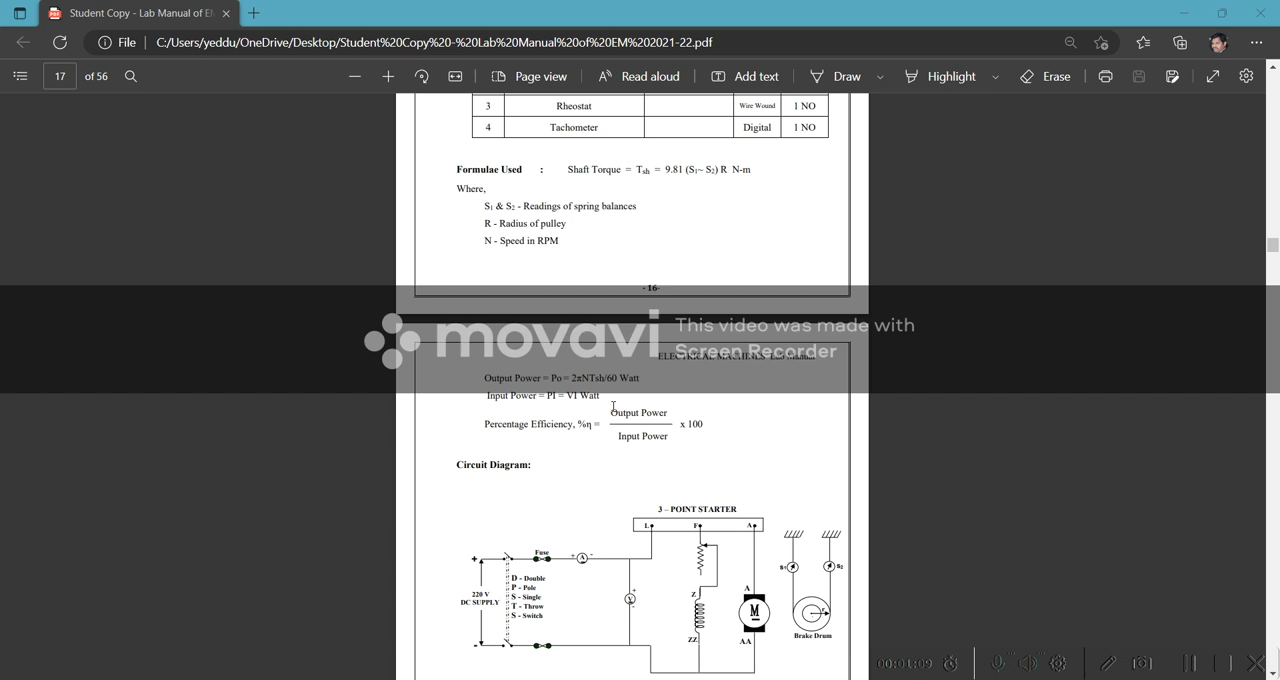 Student Copy - Lab Manual of EM
File C:/Users/yeddu/OneDrive/Desktop/Student%20Copy%20-%20Lab%20Manual%20of%20EM%202021-22.pdf
17 of 56 Page view Read aloud Add text Draw Highlight Erase
3 Rheostat Wire Wound 1 NO
4 Tachometer Digital 1 NO
Formulae Used : Shaft Torque = Tsh = 9.81 (S1~ S2) R N-m
Where,
S1 & S2 - Readings of spring balances
R - Radius of pulley
N - Speed in RPM
- 16-
movavi This video was made with
Screen Recorder
ELECTRICAL MACHINES Lab Manual
Output Power = Po = 2πNTsh/60 Watt
Input Power = PI = VI Watt
Percentage Efficiency, %η = Output Power x 100
Input Power
Circuit Diagram:
3 – POINT STARTER
L F A
+ Fuse + A -
220 V
DC SUPPLY
D - Double
P - Pole
S - Single
T - Throw
S - Switch
-
+
V
-
Z
ZZ
A
M
AA
S1 S2
r
Brake Drum
00:01:09